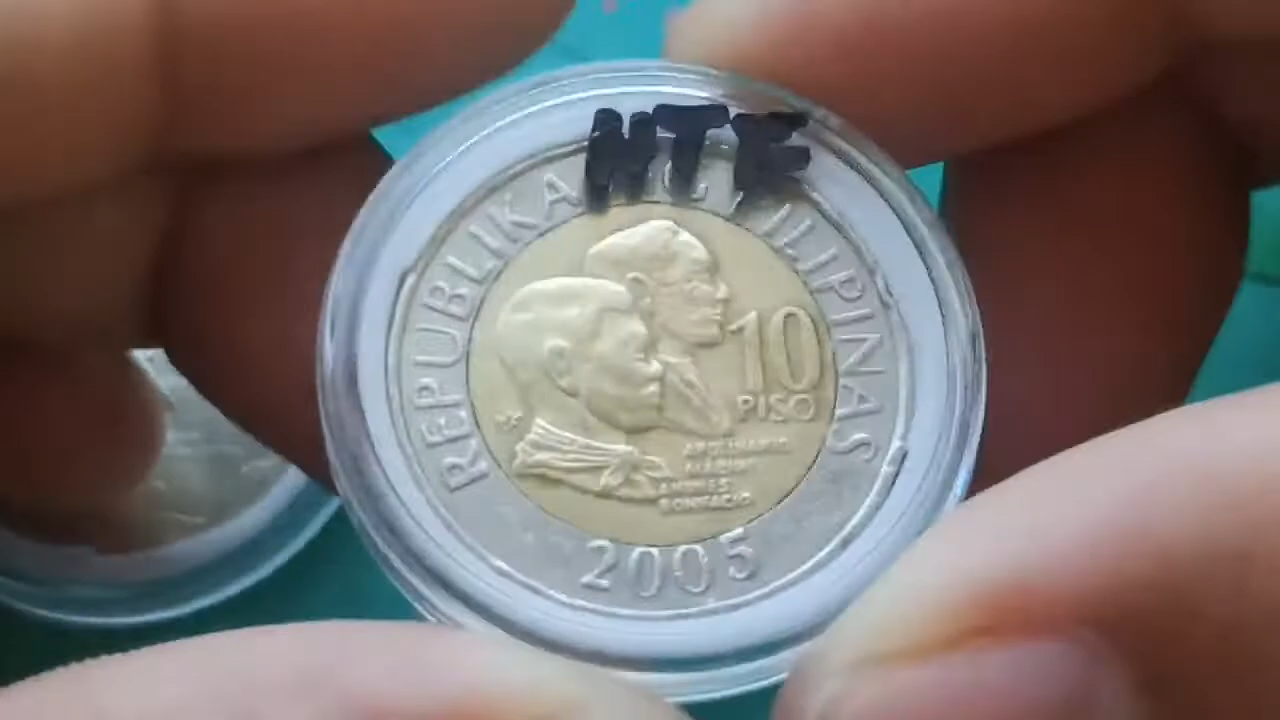 NTE
REPUBLIKA NG PILIPINAS
10
PISO
APOLINARIO
MABINI
ANDRES
BONIFACIO
2005